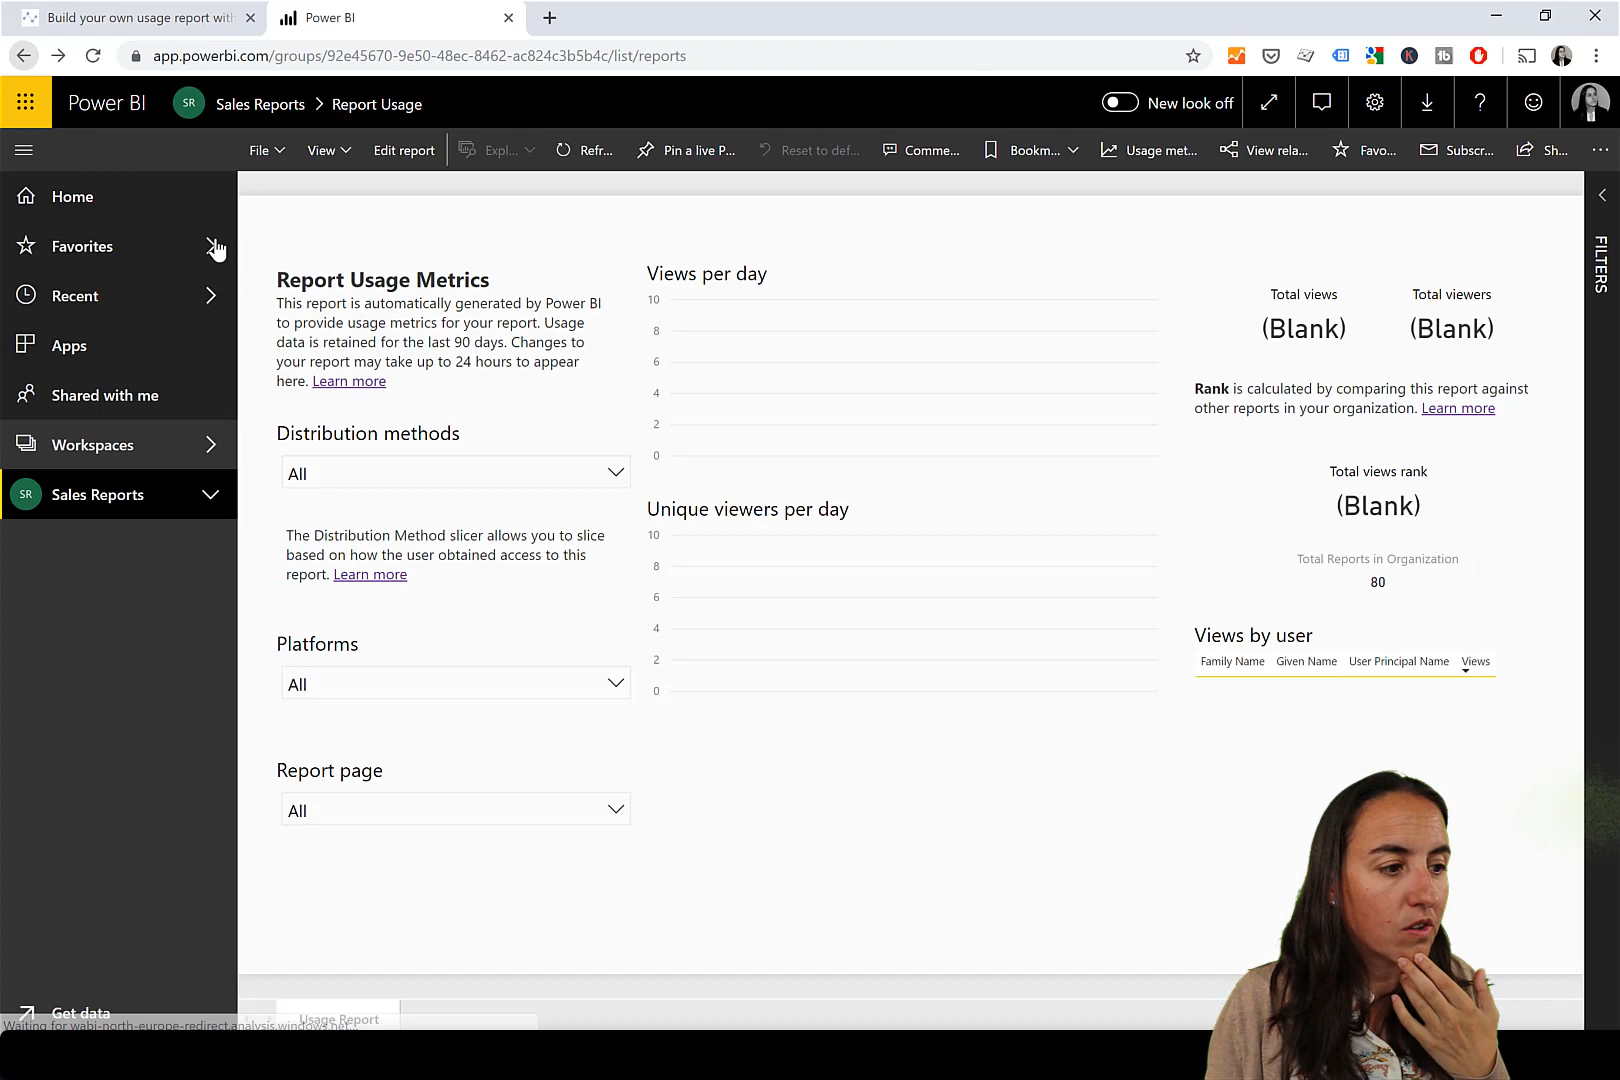 Build your own usage report with
Power BI
app.powerbi.com/groups/92e45670-9e50-48ec-8462-ac824c3b5b4c/list/reports
Power BI
SR
Sales Reports
Report Usage
New look off
File
View
Edit report
Expl...
Refr...
Pin a live P...
Reset to def...
Comme...
Bookm...
Usage met...
View rela...
Favo...
Subscr...
Sh...
Home
Favorites
Recent
Apps
Shared with me
Workspaces
SR
Sales Reports
Get data
Waiting for wabi-north-europe-redirect.analysis.windows.net...
Report Usage Metrics
This report is automatically generated by Power BI
to provide usage metrics for your report. Usage
data is retained for the last 90 days. Changes to
your report may take up to 24 hours to appear
here. Learn more
Distribution methods
All
The Distribution Method slicer allows you to slice
based on how the user obtained access to this
report. Learn more
Platforms
All
Report page
All
Views per day
10
8
6
4
2
0
Unique viewers per day
10
8
6
4
2
0
Total views
(Blank)
Total viewers
(Blank)
Rank is calculated by comparing this report against
other reports in your organization. Learn more
Total views rank
(Blank)
Total Reports in Organization
80
Views by user
Family Name Given Name User Principal Name Views
FILTERS
Usage Report